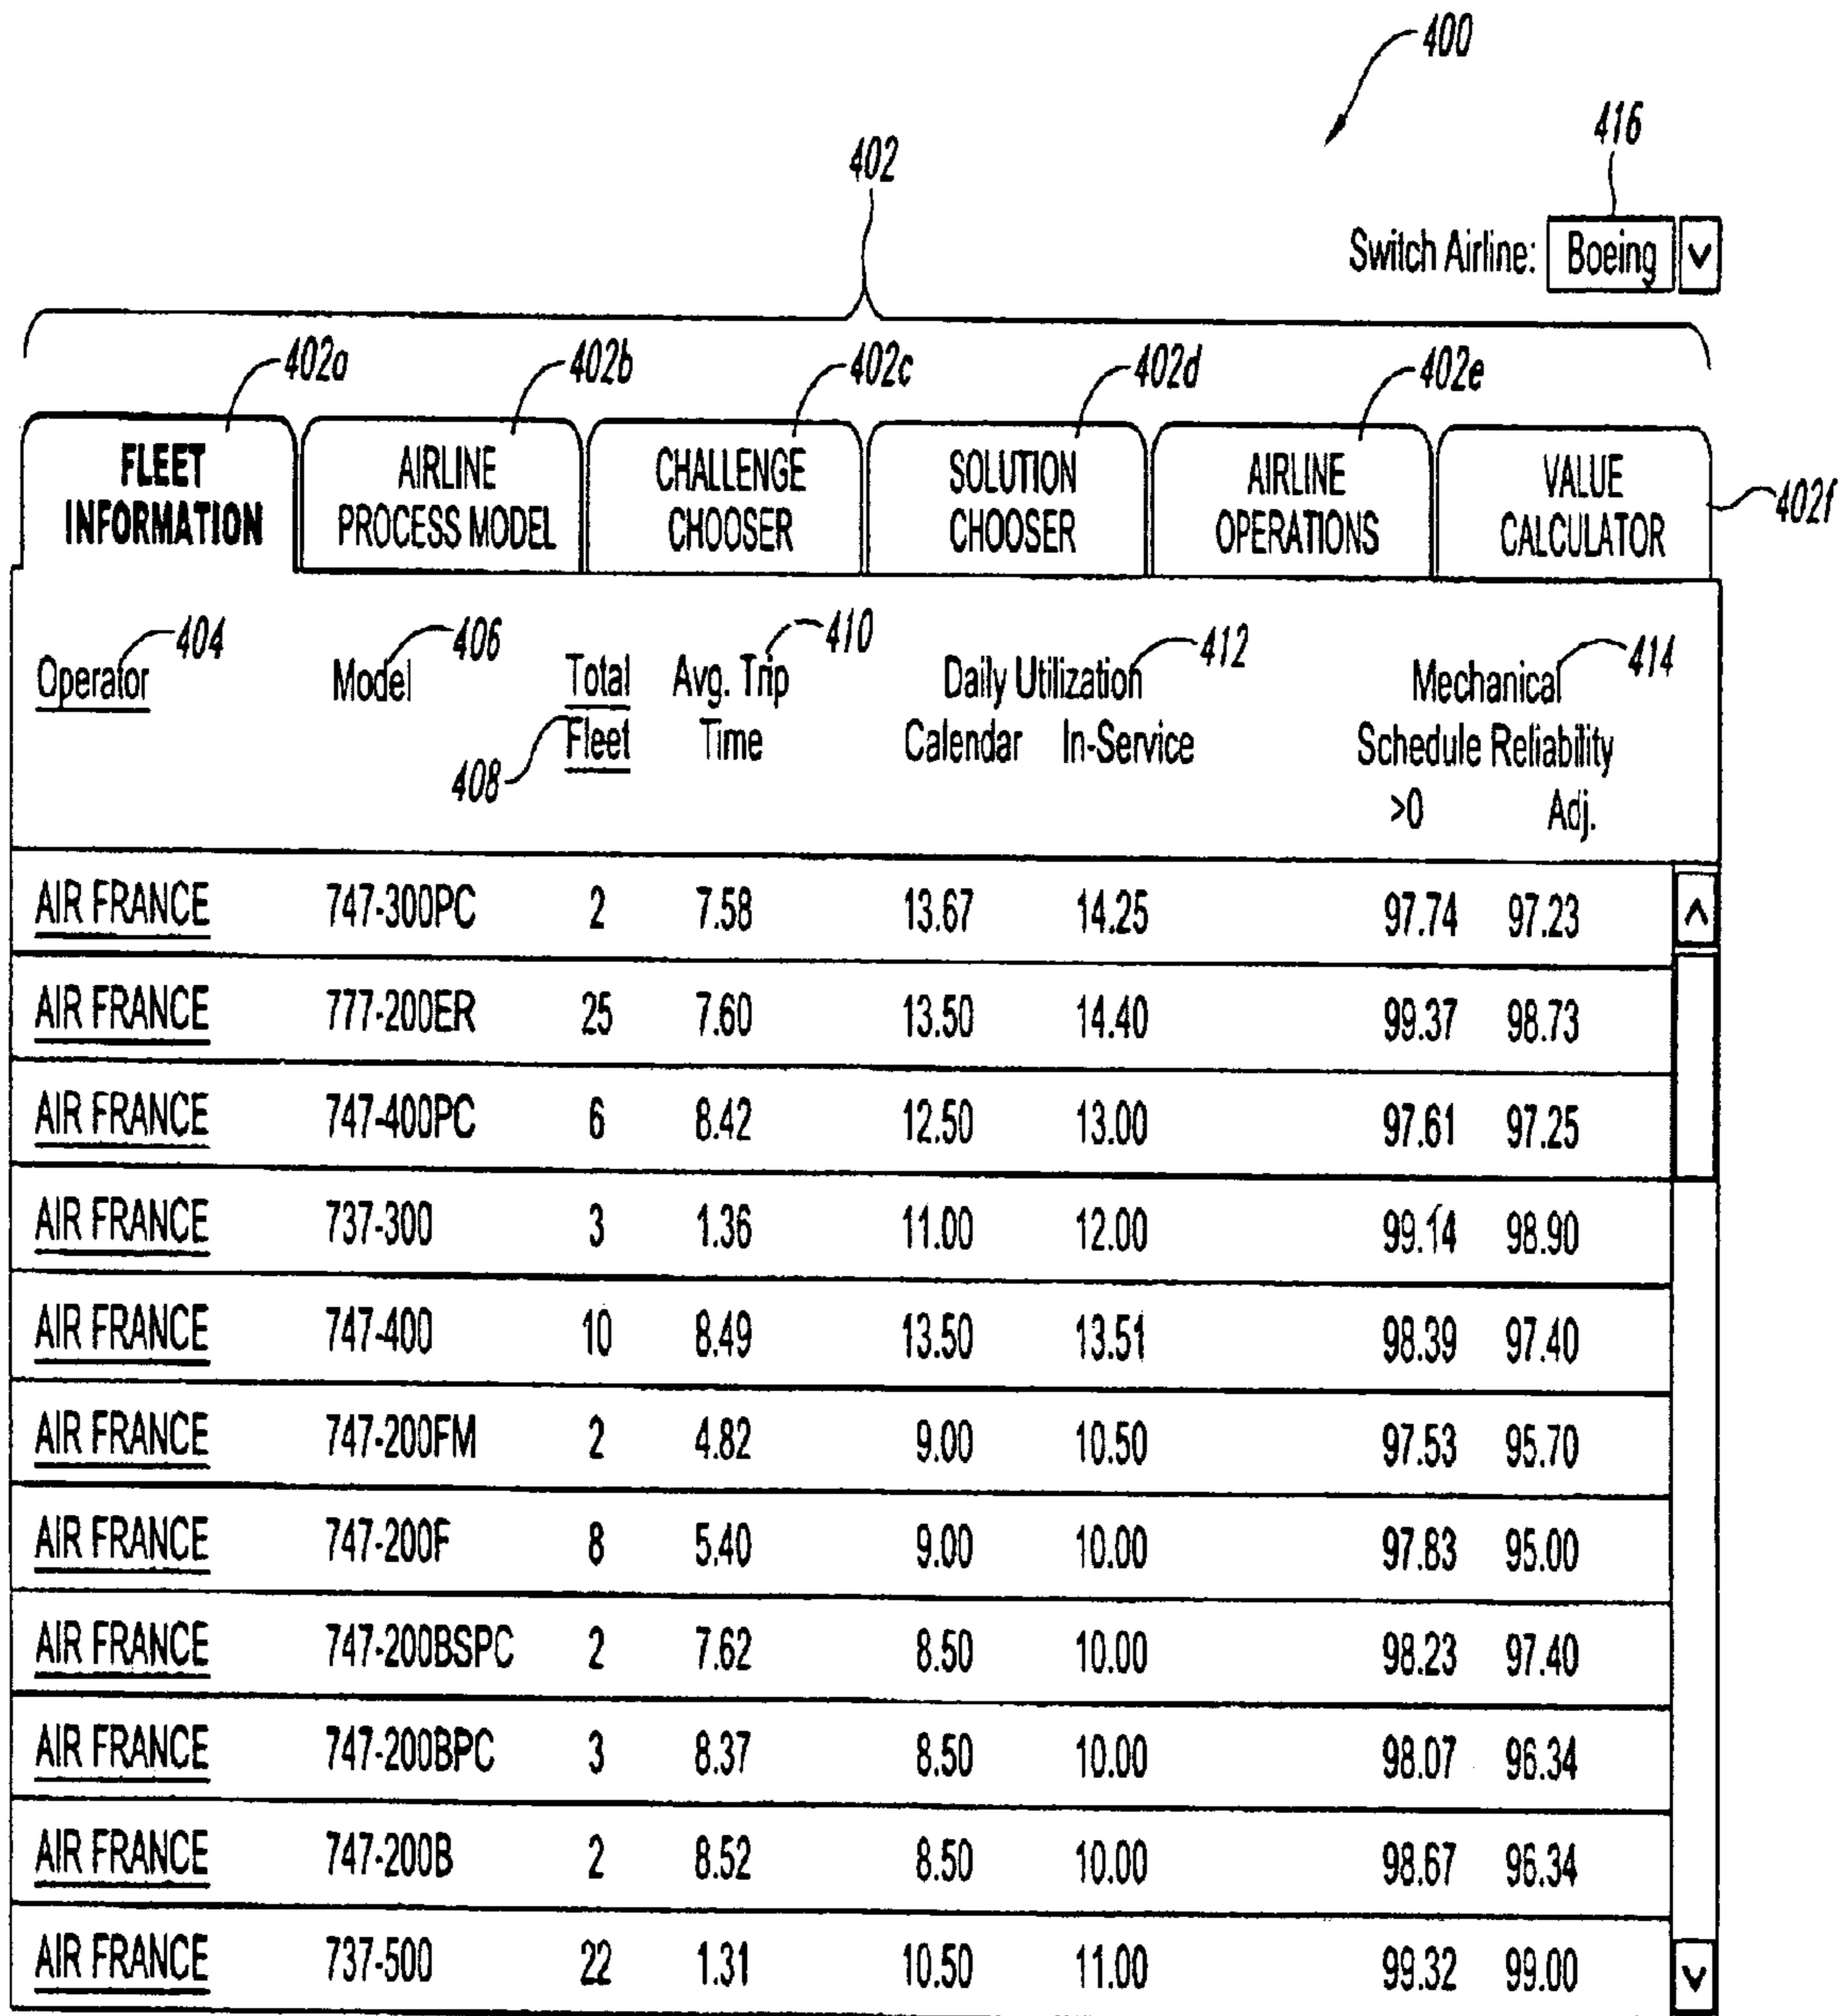 400
416
402
Switch Airline: Boeing
402a 402b 402c 402d 402e
FLEET INFORMATION
AIRLINE PROCESS MODEL
CHALLENGE CHOOSER
SOLUTION CHOOSER
AIRLINE OPERATIONS
VALUE CALCULATOR
402f
404 406 410 412 414
Operator Model Total Avg. Trip Daily Utilization Mechanical
Fleet Time Calendar In-Service Schedule Reliability
408 >0 Adj.
AIR FRANCE 747-300PC 2 7.58 13.67 14.25 97.74 97.23
AIR FRANCE 777-200ER 25 7.60 13.50 14.40 99.37 98.73
AIR FRANCE 747-400PC 6 8.42 12.50 13.00 97.61 97.25
AIR FRANCE 737-300 3 1.36 11.00 12.00 99.14 98.90
AIR FRANCE 747-400 10 8.49 13.50 13.51 98.39 97.40
AIR FRANCE 747-200FM 2 4.82 9.00 10.50 97.53 95.70
AIR FRANCE 747-200F 8 5.40 9.00 10.00 97.83 95.00
AIR FRANCE 747-200BSPC 2 7.62 8.50 10.00 98.23 97.40
AIR FRANCE 747-200BPC 3 8.37 8.50 10.00 98.07 96.34
AIR FRANCE 747-200B 2 8.52 8.50 10.00 98.67 96.34
AIR FRANCE 737-500 22 1.31 10.50 11.00 99.32 99.00